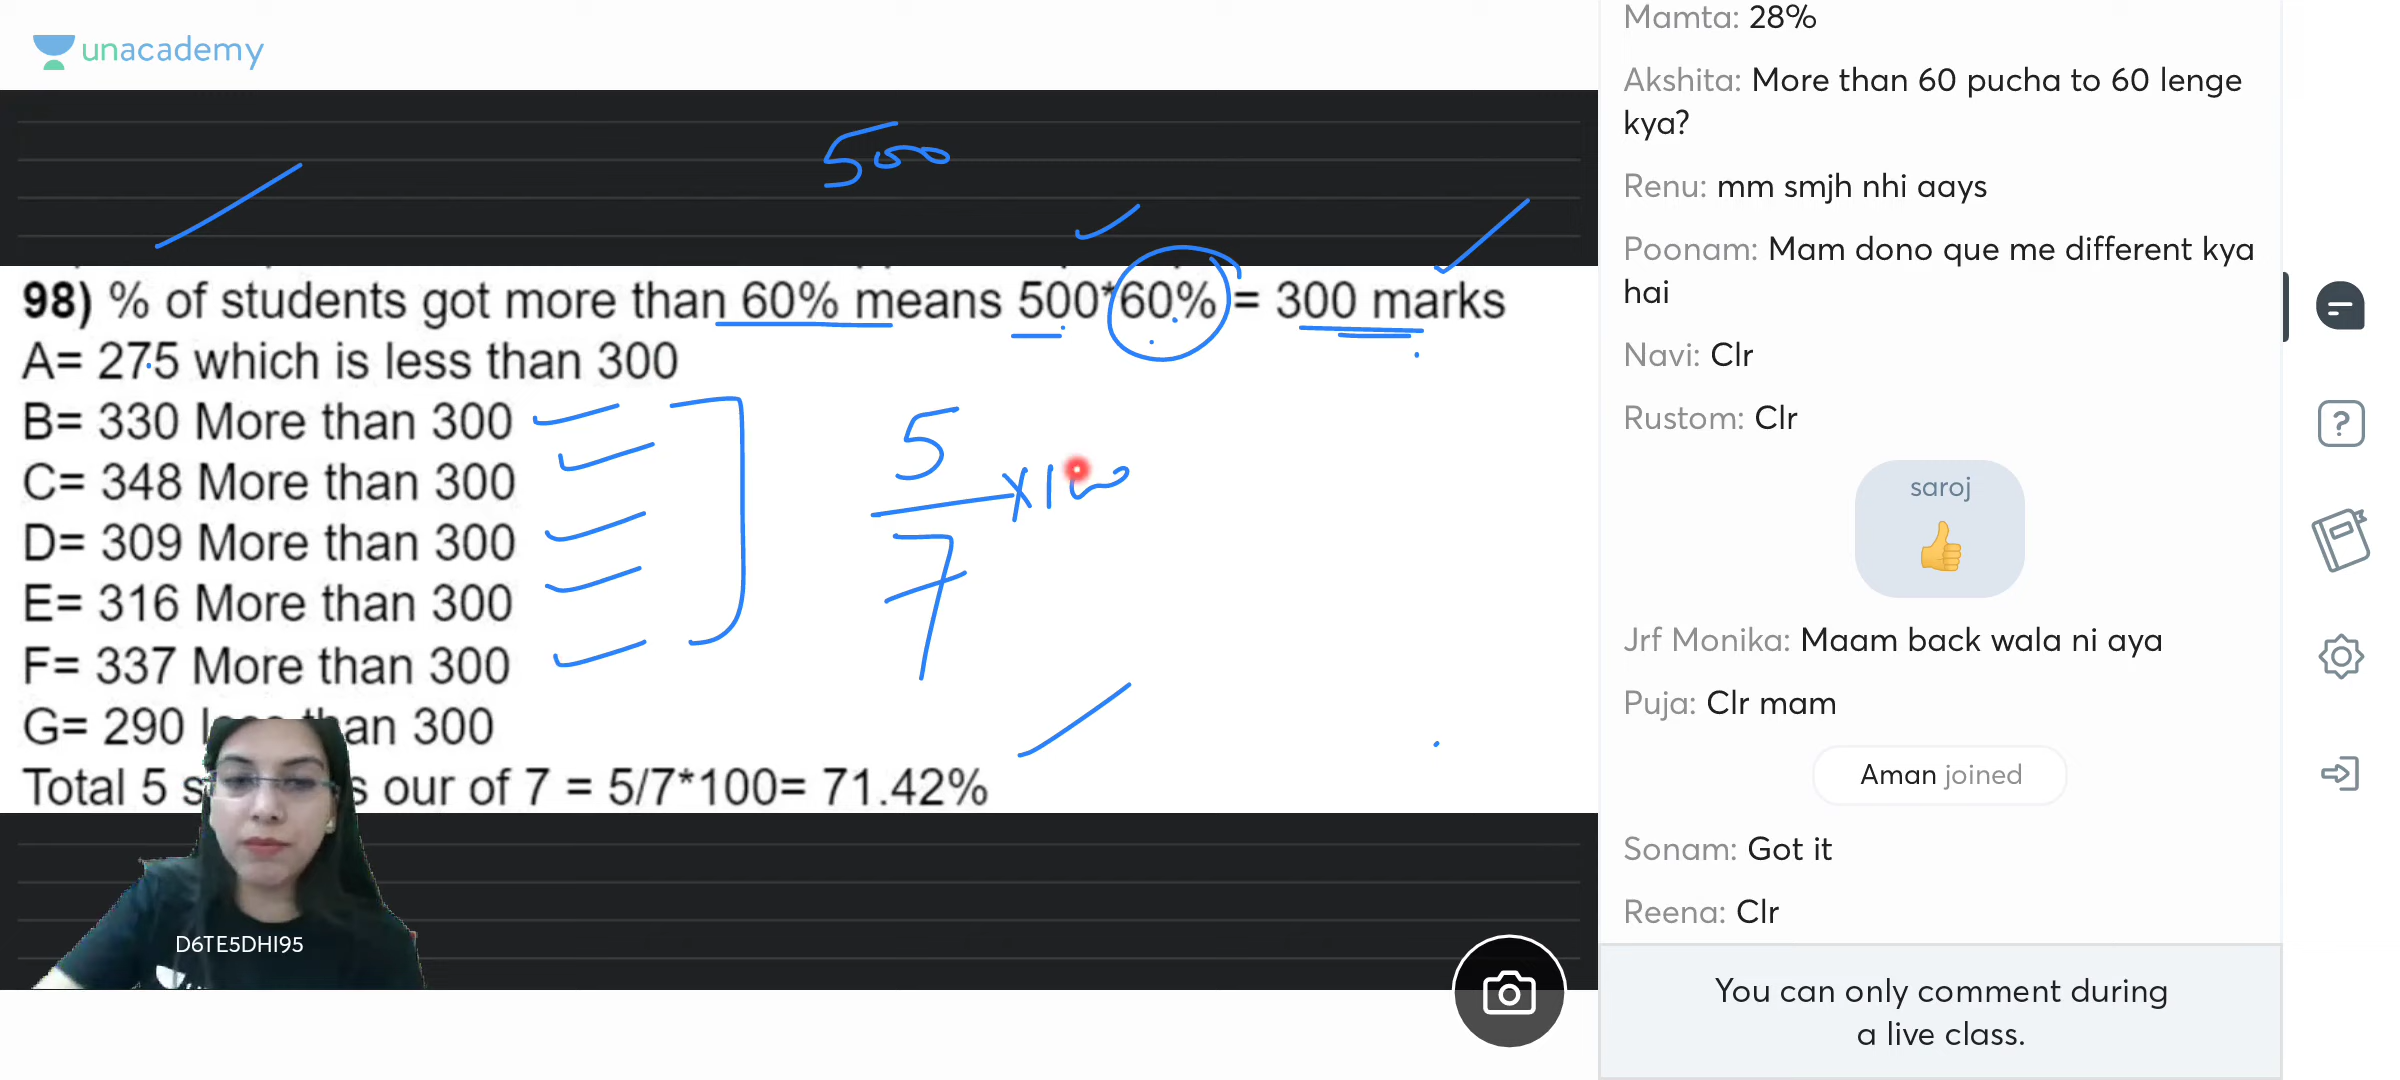 unacademy
500
98) % of students got more than 60% means 500*60% = 300 marks
A= 275 which is less than 300
B= 330 More than 300
C= 348 More than 300
D= 309 More than 300
E= 316 More than 300
F= 337 More than 300
G= 290 than 300
Total 5 our of 7 = 5/7*100= 71.42%
5
×100
7
D6TE5DHI95
Mamta: 28%
Akshita: More than 60 pucha to 60 lenge
kya?
Renu: mm smjh nhi aays
Poonam: Mam dono que me different kya
hai
Navi: Clr
Rustom: Clr
saroj
Jrf Monika: Maam back wala ni aya
Puja: Clr mam
Aman joined
Sonam: Got it
Reena: Clr
You can only comment during
a live class.